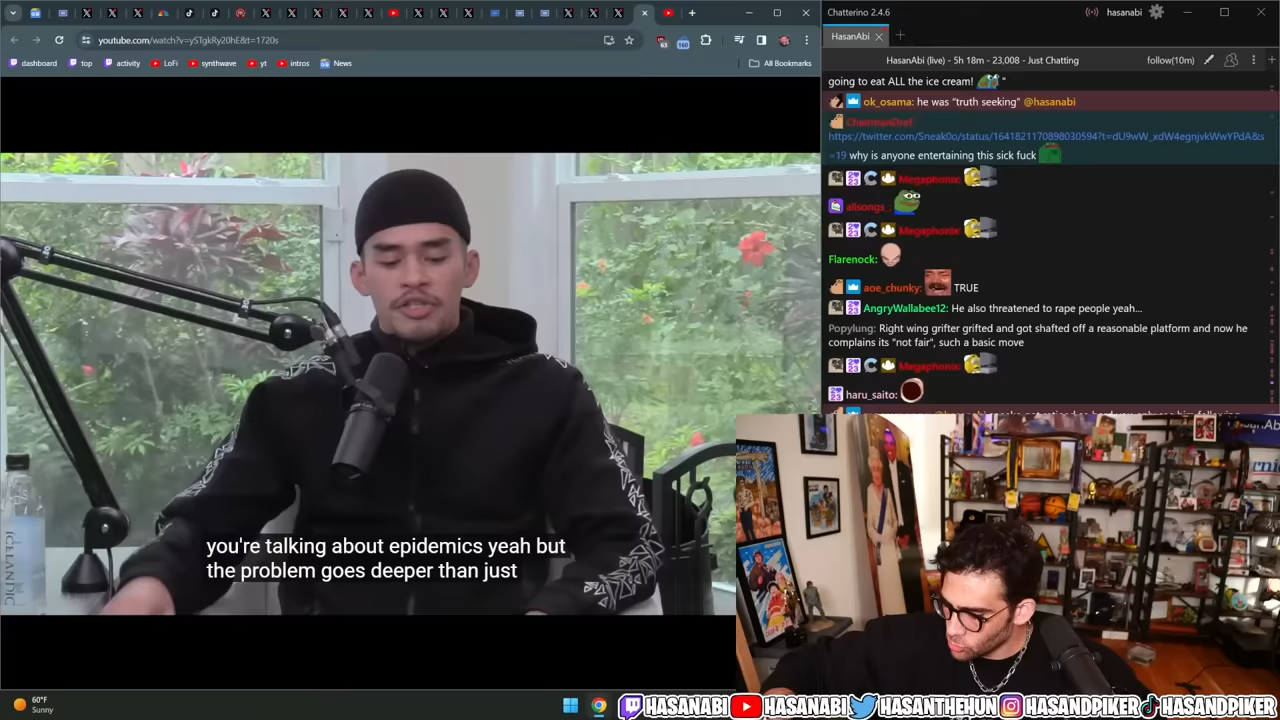 youtube.com/watch?v=ySTgkRy20hE&t=1720s
dashboard
top
activity
LoFi
synthwave
yt
intros
News
All Bookmarks
you're talking about epidemics yeah but
the problem goes deeper than just
ICELANDIC
Chatterino 2.4.6
hasanabi
HasanAbi
HasanAbi (live) - 5h 18m - 23,008 - Just Chatting
follow(10m)
going to eat ALL the ice cream! "
ok_osama: he was "truth seeking" @hasanabi
ChairmanDref
https://twitter.com/Sneak0o/status/1641821170898030594?t=dU9wW_xdW4egnjvkWwYPdA&s
=19 why is anyone entertaining this sick fuck
Megaphonix:
alisongs_:
Megaphonix:
Flarenock:
aoe_chunky: TRUE
AngryWallabee12: He also threatened to rape people yeah...
Popylung: Right wing grifter grifted and got shafted off a reasonable platform and now he
complains its "not fair", such a basic move
Megaphonix:
haru_saito:
60°F
Sunny
HASANABI
HASANABI
HASANTHEHUN
HASANDPIKER
HASANDPIKER